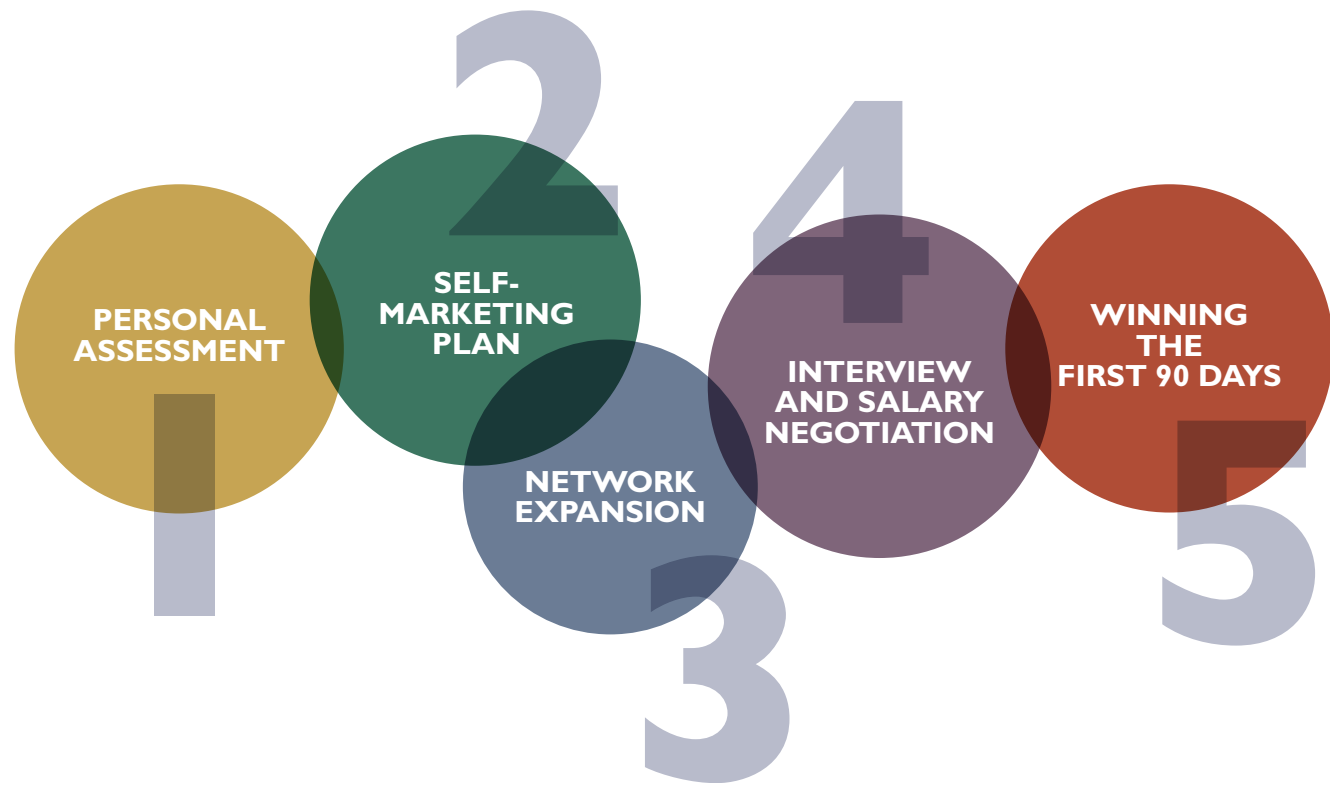 1
PERSONAL
ASSESSMENT
2
SELF-
MARKETING
PLAN
3
NETWORK
EXPANSION
4
INTERVIEW
AND SALARY
NEGOTIATION
5
WINNING
THE
FIRST 90 DAYS